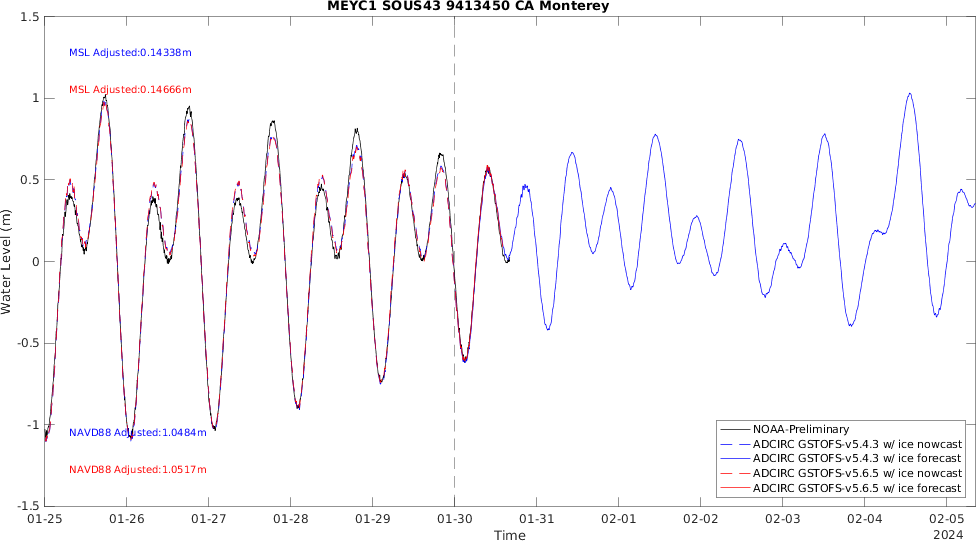 MEYC1 SOUS43 9413450 CA Monterey
1.5
MSL Adjusted:0.14338m
MSL Adjusted:0.14666m
1
0.5
Water Level (m)
0
-0.5
-1
NAVD88 Adjusted:1.0484m
NAVD88 Adjusted:1.0517m
NOAA-Preliminary
ADCIRC GSTOFS-v5.4.3 w/ ice nowcast
ADCIRC GSTOFS-v5.4.3 w/ ice forecast
ADCIRC GSTOFS-v5.6.5 w/ ice nowcast
ADCIRC GSTOFS-v5.6.5 w/ ice forecast
-1.5
01-25 01-26 01-27 01-28 01-29 01-30 01-31 02-01 02-02 02-03 02-04 02-05
Time
2024